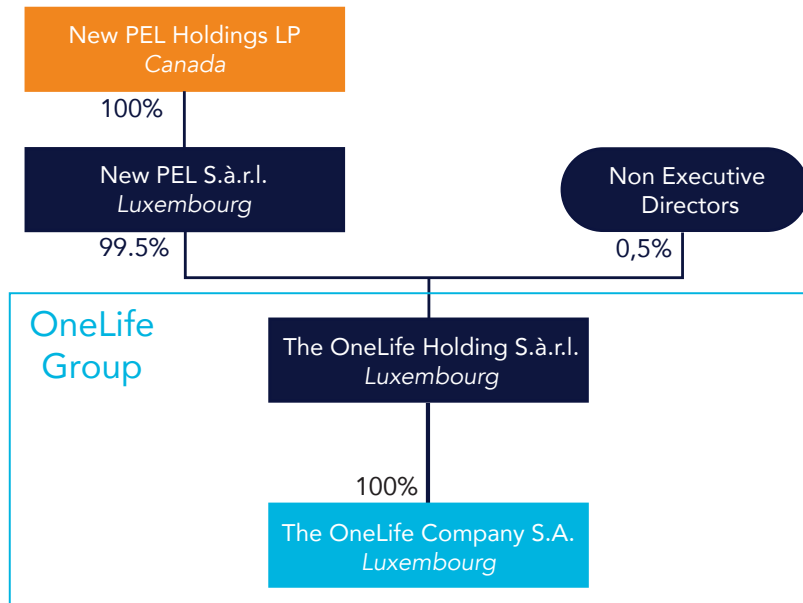 New PEL Holdings LP
Canada
100%
New PEL S.à.r.l.
Luxembourg
Non Executive
Directors
99.5%
0,5%
OneLife
Group
The OneLife Holding S.à.r.l.
Luxembourg
100%
The OneLife Company S.A.
Luxembourg